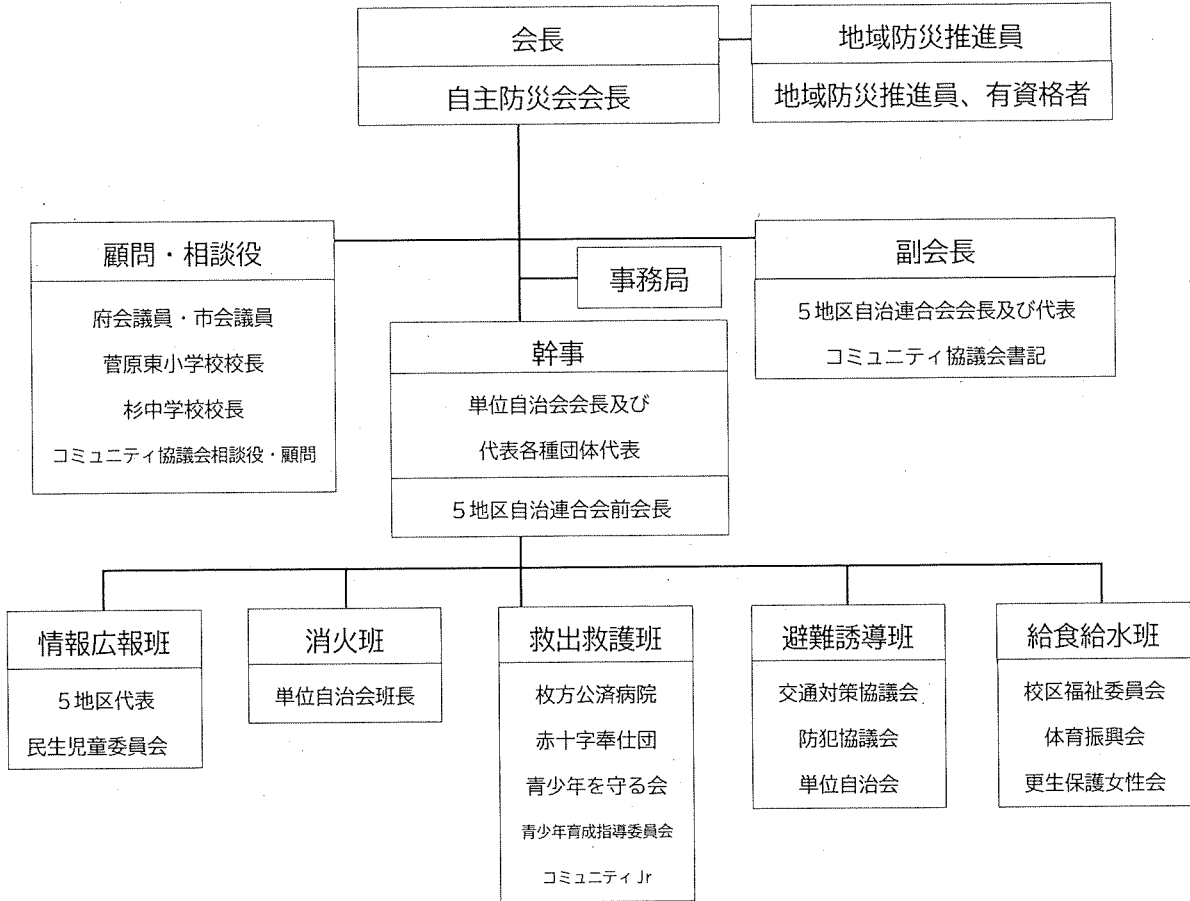 会長
自主防災会会長
地域防災推進員
地域防災推進員、有資格者
顧問・相談役
府会議員・市会議員
菅原東小学校校長
杉中学校校長
コミュニティ協議会相談役・顧問
事務局
副会長
5地区自治連合会会長及び代表
コミュニティ協議会書記
幹事
単位自治会会長及び
代表各種団体代表
5地区自治連合会前会長
情報広報班
5地区代表
民生児童委員会
消火班
単位自治会班長
救出救護班
枚方公済病院
赤十字奉仕団
青少年を守る会
青少年育成指導委員会
コミュニティ Jr
避難誘導班
交通対策協議会
防犯協議会
単位自治会
給食給水班
校区福祉委員会
体育振興会
更生保護女性会